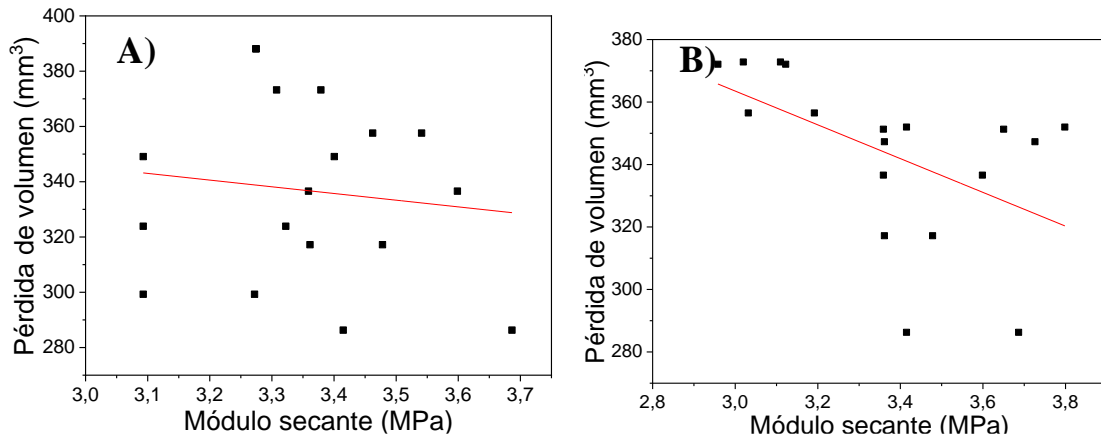 A)
Pérdida de volumen (mm³)
400
380
360
340
320
300
280
3,0 3,1 3,2 3,3 3,4 3,5 3,6 3,7
Módulo secante (MPa)
B)
Pérdida de volumen (mm³)
380
360
340
320
300
280
2,8 3,0 3,2 3,4 3,6 3,8
Módulo secante (MPa)